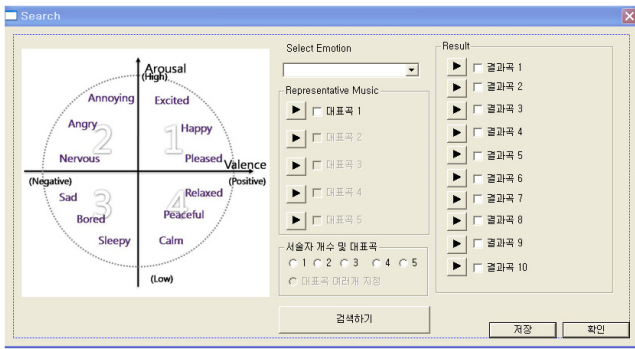 Search
Arousal
(High)
Annoying
Excited
Angry
Happy
2
1
Nervous
Pleased
Valence
(Negative)
(Positive)
Sad
Relaxed
3
4
Bored
Peaceful
Sleepy
Calm
(Low)
Select Emotion
Representative Music
대표곡 1
대표곡 2
대표곡 3
대표곡 4
대표곡 5
서술자 개수 및 대표곡
1 2 3 4 5
대표곡 여러개 지정
검색하기
Result
결과곡 1
결과곡 2
결과곡 3
결과곡 4
결과곡 5
결과곡 6
결과곡 7
결과곡 8
결과곡 9
결과곡 10
저장
확인